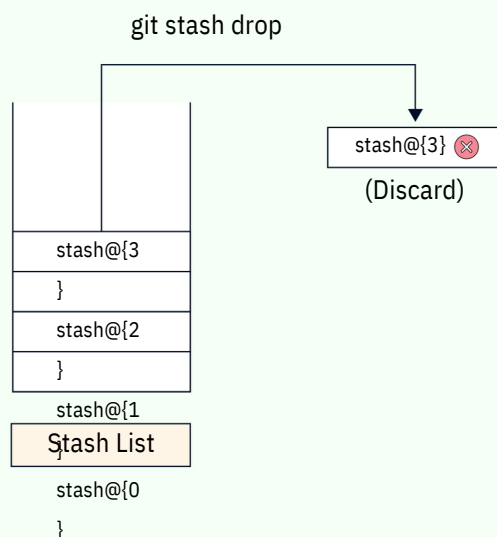 git stash drop
stash@{3}
(Discard)
stash@{3
}
stash@{2
}
stash@{1
}
Stash List
stash@{0
}